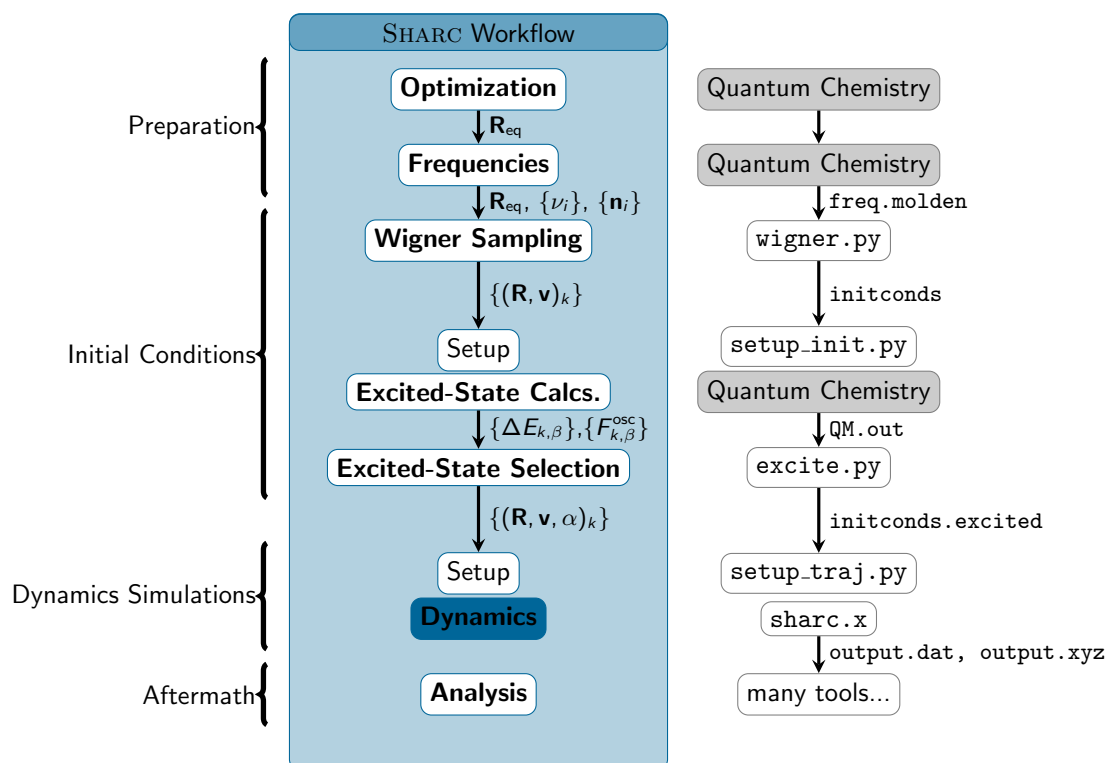 SHARC Workflow
Preparation
Optimization
Quantum Chemistry
R_eq
Frequencies
Quantum Chemistry
R_eq, {ν_i}, {n_i}
freq.molden
Initial Conditions
Wigner Sampling
wigner.py
{(R, v)_k}
initconds
Setup
setup_init.py
Excited-State Calcs.
Quantum Chemistry
{ΔE_{k,β}},{F^{osc}_{k,β}}
QM.out
Excited-State Selection
excite.py
{(R, v, α)_k}
initconds.excited
Dynamics Simulations
Setup
setup_traj.py
Dynamics
sharc.x
output.dat, output.xyz
Aftermath
Analysis
many tools...